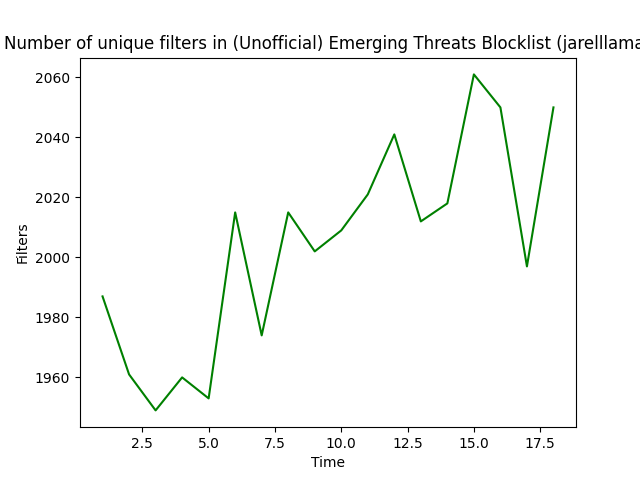 Number of unique filters in (Unofficial) Emerging Threats Blocklist (jarelllama
2060
2040
2020
2000
1980
1960
Filters
2.5 5.0 7.5 10.0 12.5 15.0 17.5
Time